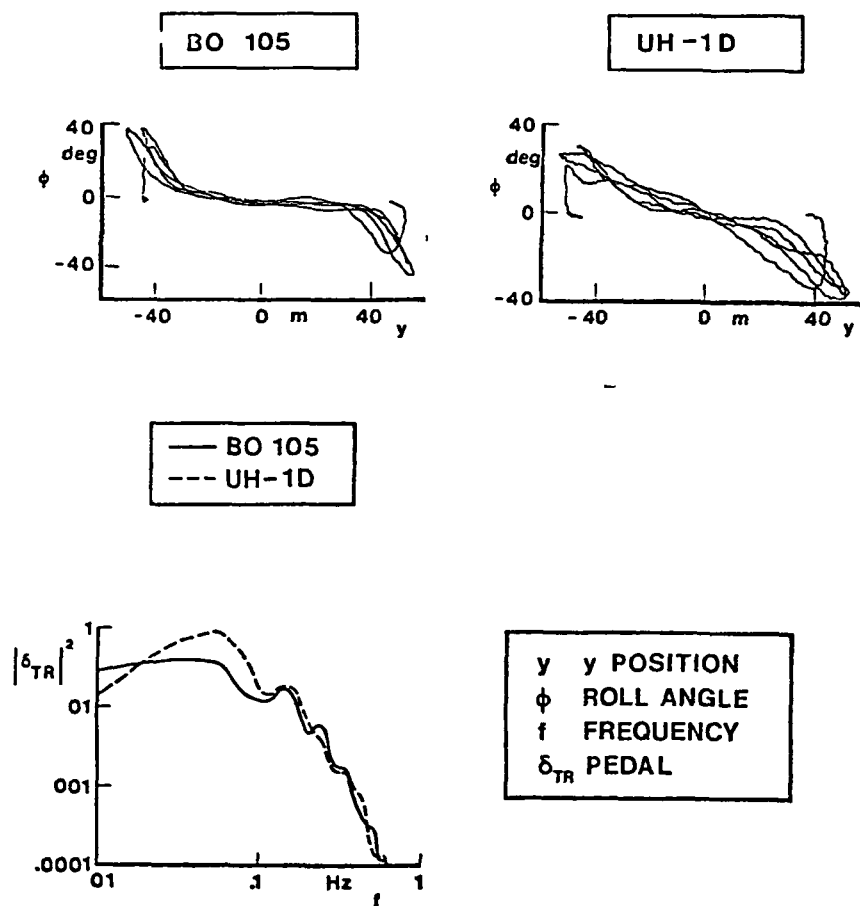 BO 105
UH-1D
40
deg
φ
0
-40
-40 0 m 40 y
40
deg
φ
0
-40
-40 0 m 40 y
BO 105
UH-1D
1
|δTR|²
01
001
.0001
01 .1 Hz 1
f
y y POSITION
φ ROLL ANGLE
f FREQUENCY
δTR PEDAL